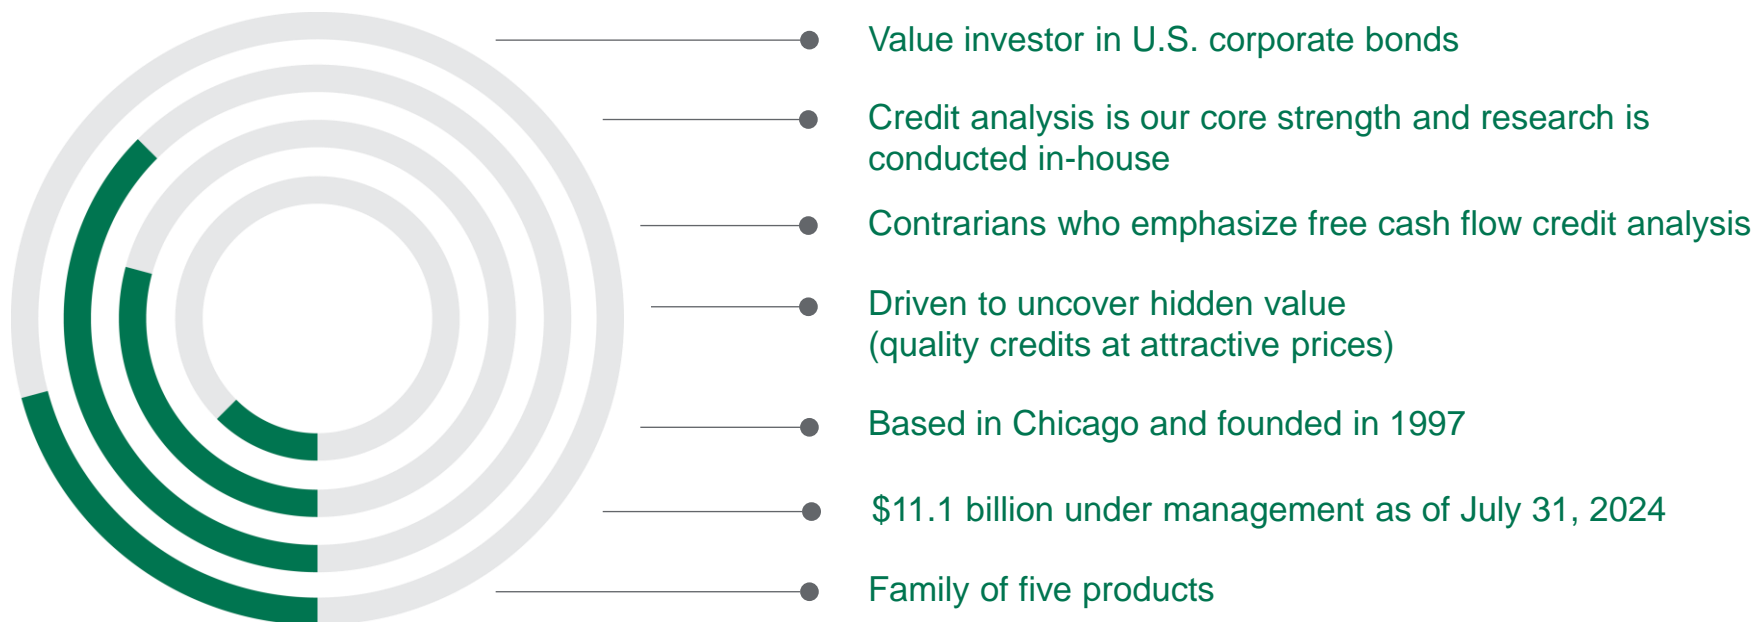 Value investor in U.S. corporate bonds
Credit analysis is our core strength and research is
conducted in-house
Contrarians who emphasize free cash flow credit analysis
Driven to uncover hidden value
(quality credits at attractive prices)
Based in Chicago and founded in 1997
$11.1 billion under management as of July 31, 2024
Family of five products